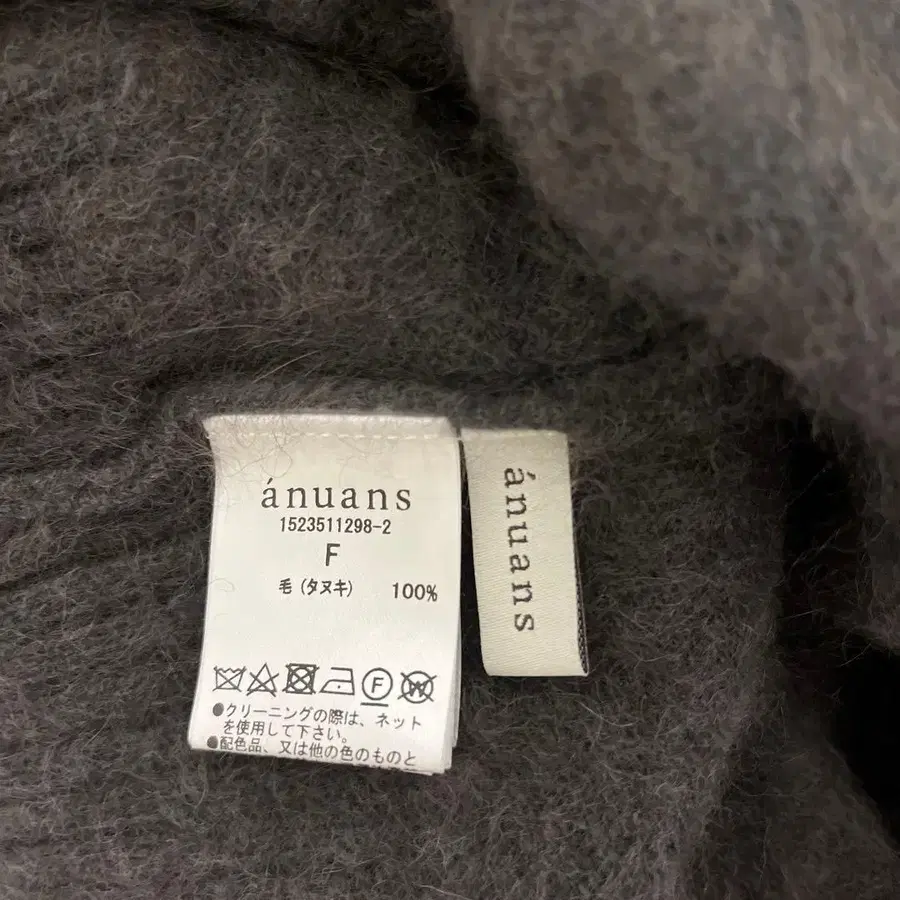 ánuans
1523511298-2
F
毛(タヌキ) 100%
F
W
●クリーニングの際は、ネット
を使用して下さい。
●配色品、又は他の色のものと
ánuans